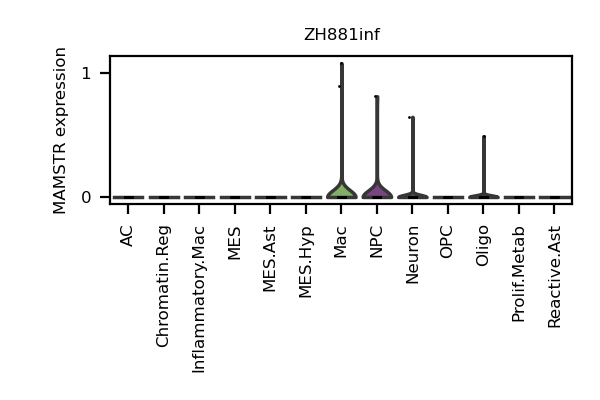 ZH881inf
MAMSTR expression
1
0
AC
Chromatin.Reg
Inflammatory.Mac
MES
MES.Ast
MES.Hyp
Mac
NPC
Neuron
OPC
Oligo
Prolif.Metab
Reactive.Ast